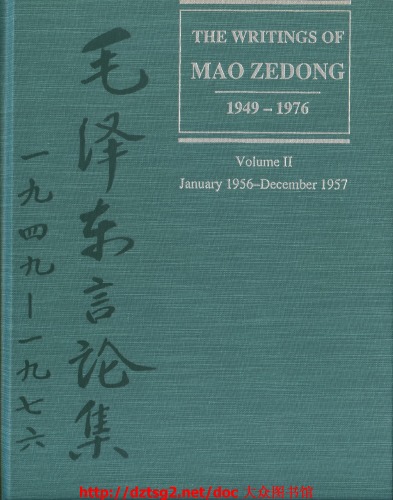 THE WRITINGS OF
MAO ZEDONG
1949 – 1976
Volume II
January 1956–December 1957
毛泽东言论集
一九四九—一九七六
http://dztsg2.net/doc 大众图书馆